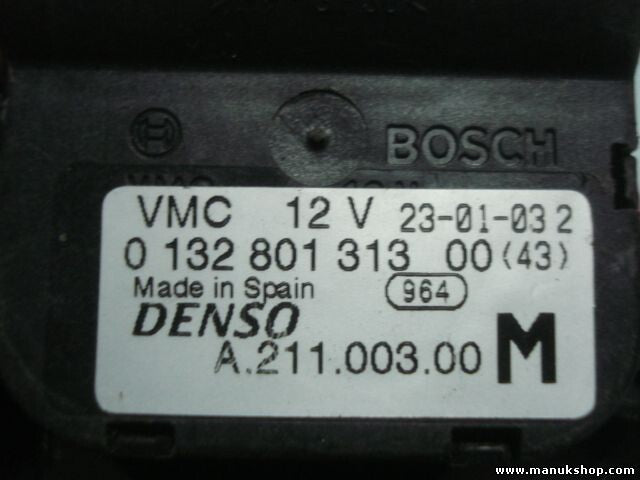 BOSCH
VMC 12 V 23-01-03 2
0 132 801 313 00 (43)
Made in Spain 964
DENSO
A.211.003.00 M
www.manukshop.com